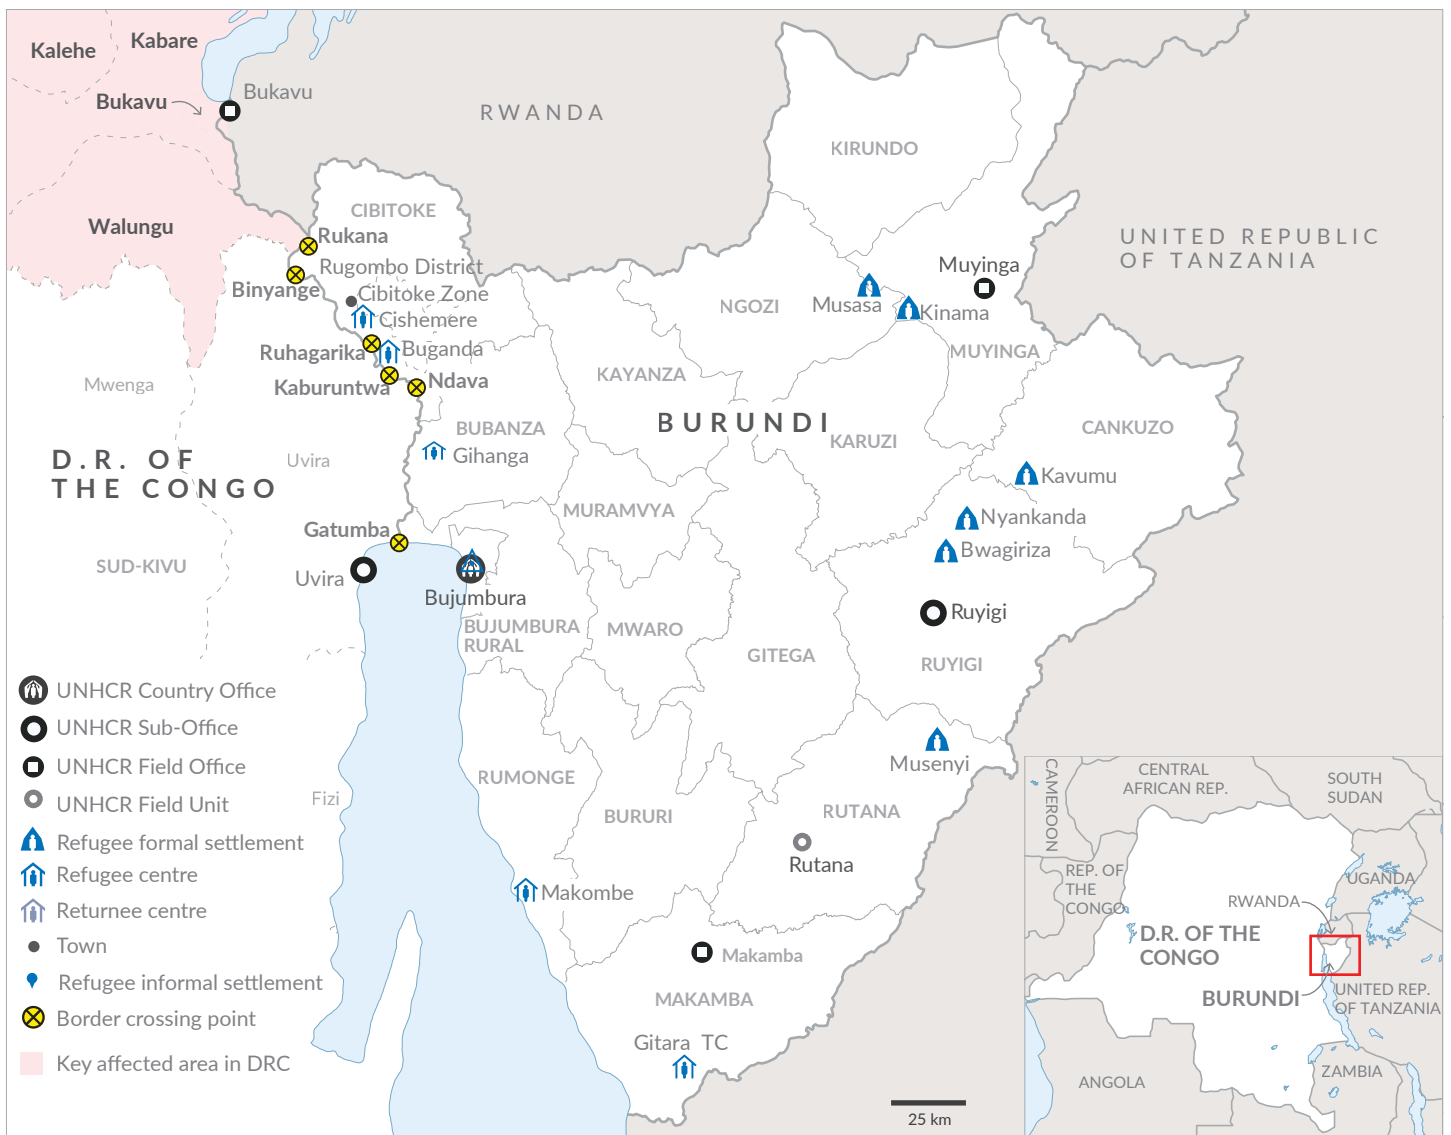 Kalehe
Kabare
Bukavu
Bukavu
RWANDA
KIRUNDO
CIBITOKE
Walungu
Rukana
UNITED REPUBLIC
OF TANZANIA
Rugombo District
Muyinga
Binyange
Cibitoke Zone
NGOZI
Musasa
Kinama
Cishemere
Ruhagarika
Buganda
MUYINGA
Mwenga
Kaburuntwa
Ndava
KAYANZA
BURUNDI
BUBANZA
KARUZI
CANKUZO
Gihanga
D.R. OF
THE CONGO
Uvira
Kavumu
MURAMVYA
Nyankanda
Gatumba
Bwagiriza
SUD-KIVU
Uvira
Bujumbura
Ruyigi
BUJUMBURA
RURAL
MWARO
GITEGA
RUYIGI
UNHCR Country Office
UNHCR Sub-Office
UNHCR Field Office
UNHCR Field Unit
Refugee formal settlement
Refugee centre
Returnee centre
Town
Refugee informal settlement
Border crossing point
Key affected area in DRC
Fizi
RUMONGE
Musenyi
BURURI
RUTANA
Rutana
Makombe
Makamba
MAKAMBA
Gitara TC
25 km
CAMEROON
CENTRAL
AFRICAN REP.
SOUTH
SUDAN
REP. OF
THE
CONGO
UGANDA
RWANDA
D.R. OF THE
CONGO
BURUNDI
UNITED REP.
OF TANZANIA
ANGOLA
ZAMBIA